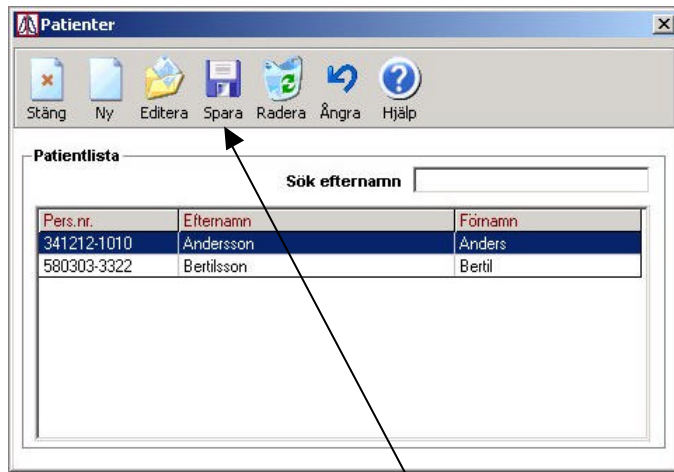 Patienter
Stäng Ny Editera Spara Radera Ångra Hjälp
Patientlista
Sök efternamn
Pers.nr. Efternamn Förnamn
341212-1010 Andersson Anders
580303-3322 Bertilsson Bertil